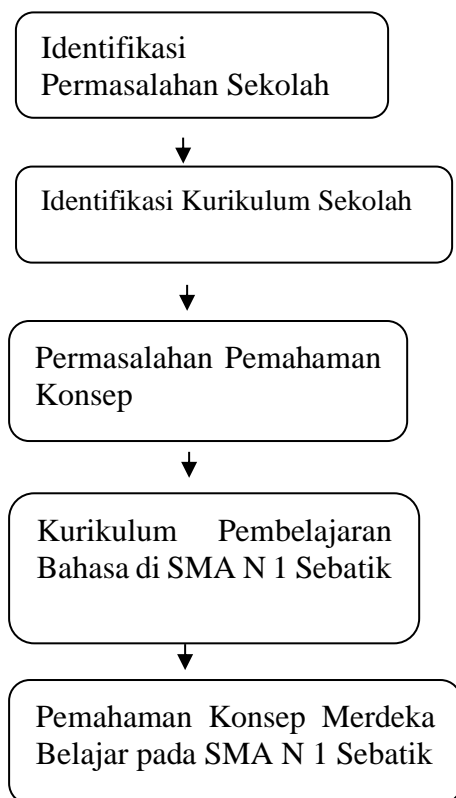 Identifikasi
Permasalahan Sekolah
Identifikasi Kurikulum Sekolah
Permasalahan Pemahaman
Konsep
Kurikulum Pembelajaran
Bahasa di SMA N 1 Sebatik
Pemahaman Konsep Merdeka
Belajar pada SMA N 1 Sebatik